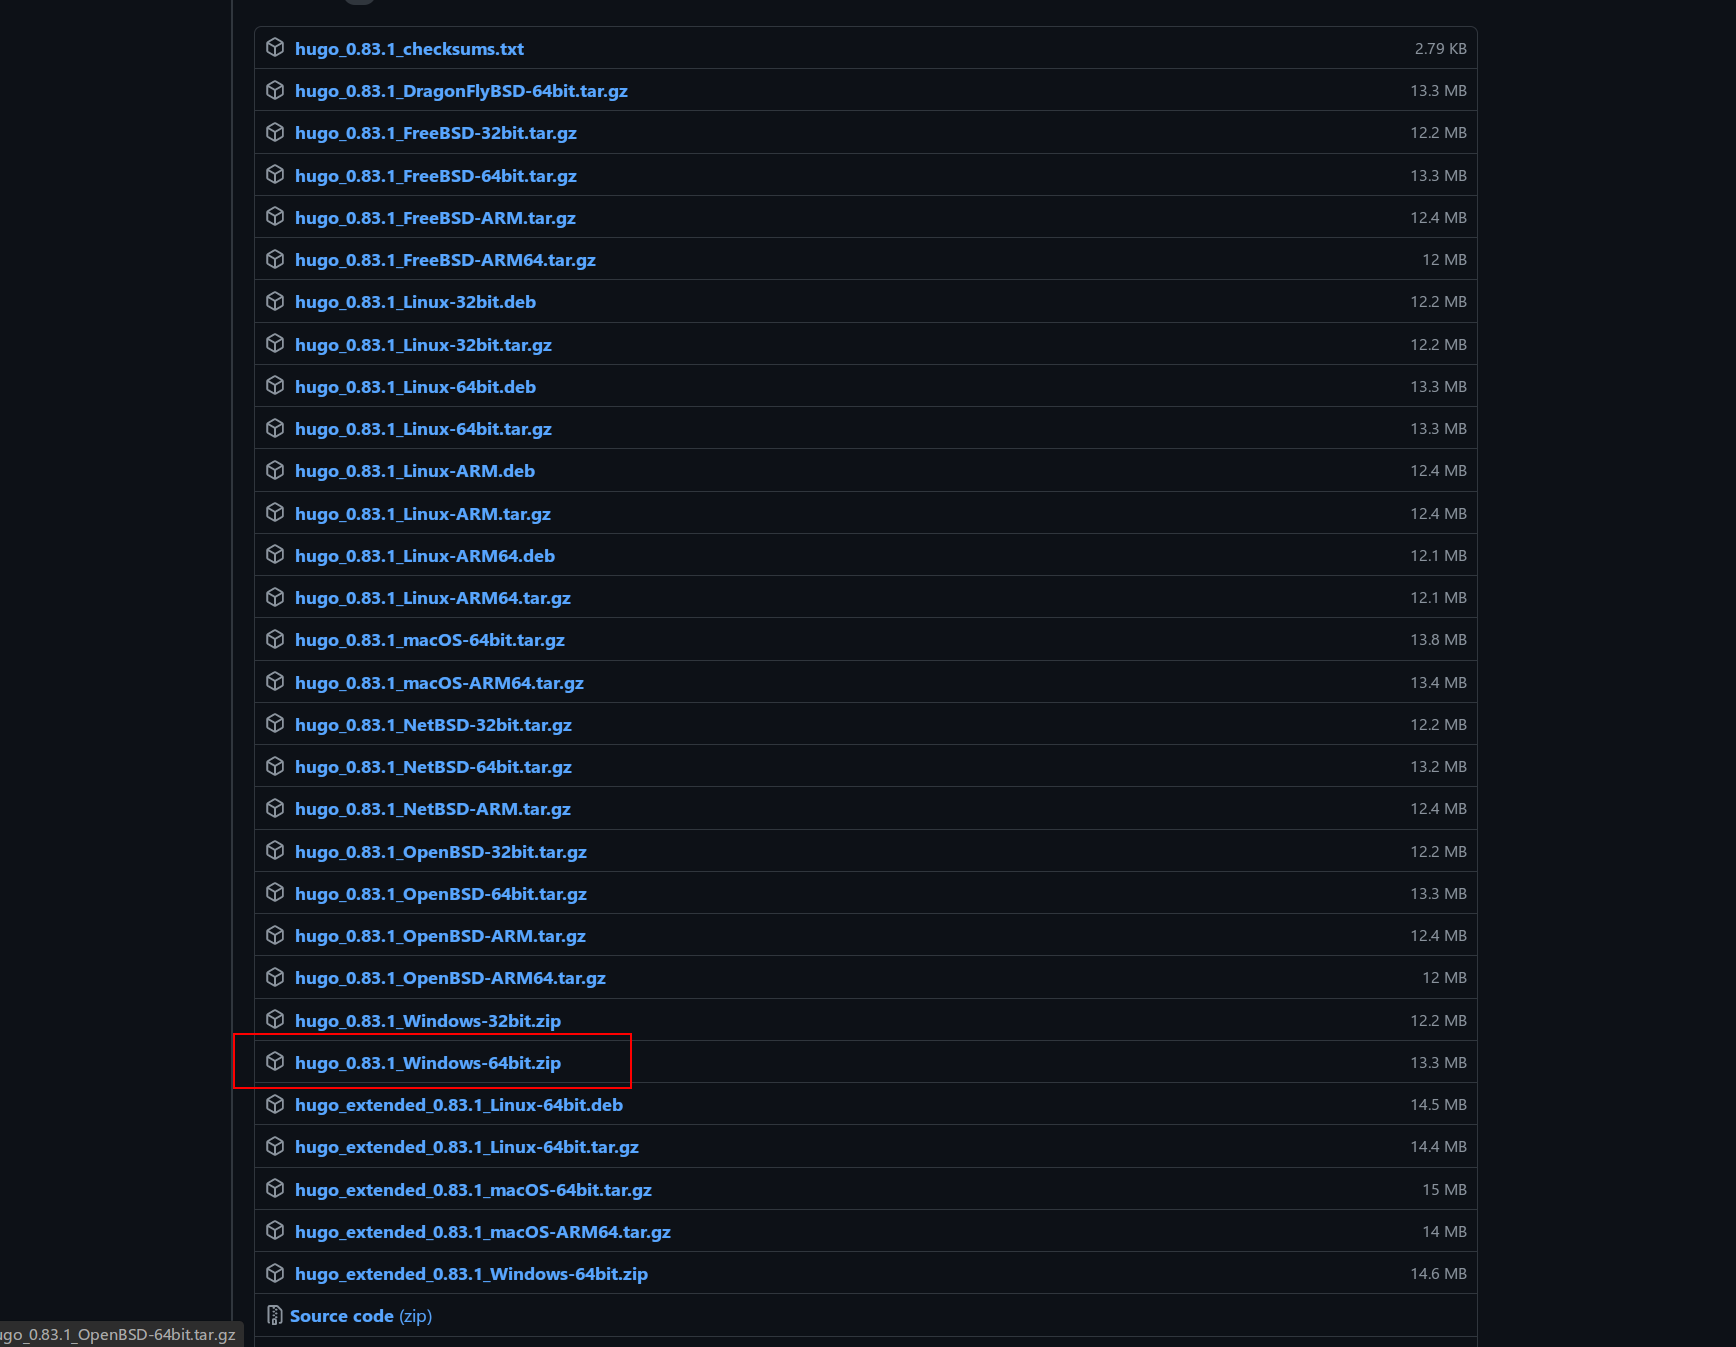 hugo_0.83.1_checksums.txt 2.79 KB
hugo_0.83.1_DragonFlyBSD-64bit.tar.gz 13.3 MB
hugo_0.83.1_FreeBSD-32bit.tar.gz 12.2 MB
hugo_0.83.1_FreeBSD-64bit.tar.gz 13.3 MB
hugo_0.83.1_FreeBSD-ARM.tar.gz 12.4 MB
hugo_0.83.1_FreeBSD-ARM64.tar.gz 12 MB
hugo_0.83.1_Linux-32bit.deb 12.2 MB
hugo_0.83.1_Linux-32bit.tar.gz 12.2 MB
hugo_0.83.1_Linux-64bit.deb 13.3 MB
hugo_0.83.1_Linux-64bit.tar.gz 13.3 MB
hugo_0.83.1_Linux-ARM.deb 12.4 MB
hugo_0.83.1_Linux-ARM.tar.gz 12.4 MB
hugo_0.83.1_Linux-ARM64.deb 12.1 MB
hugo_0.83.1_Linux-ARM64.tar.gz 12.1 MB
hugo_0.83.1_macOS-64bit.tar.gz 13.8 MB
hugo_0.83.1_macOS-ARM64.tar.gz 13.4 MB
hugo_0.83.1_NetBSD-32bit.tar.gz 12.2 MB
hugo_0.83.1_NetBSD-64bit.tar.gz 13.2 MB
hugo_0.83.1_NetBSD-ARM.tar.gz 12.4 MB
hugo_0.83.1_OpenBSD-32bit.tar.gz 12.2 MB
hugo_0.83.1_OpenBSD-64bit.tar.gz 13.3 MB
hugo_0.83.1_OpenBSD-ARM.tar.gz 12.4 MB
hugo_0.83.1_OpenBSD-ARM64.tar.gz 12 MB
hugo_0.83.1_Windows-32bit.zip 12.2 MB
hugo_0.83.1_Windows-64bit.zip 13.3 MB
hugo_extended_0.83.1_Linux-64bit.deb 14.5 MB
hugo_extended_0.83.1_Linux-64bit.tar.gz 14.4 MB
hugo_extended_0.83.1_macOS-64bit.tar.gz 15 MB
hugo_extended_0.83.1_macOS-ARM64.tar.gz 14 MB
hugo_extended_0.83.1_Windows-64bit.zip 14.6 MB
Source code (zip)
ugo_0.83.1_OpenBSD-64bit.tar.gz